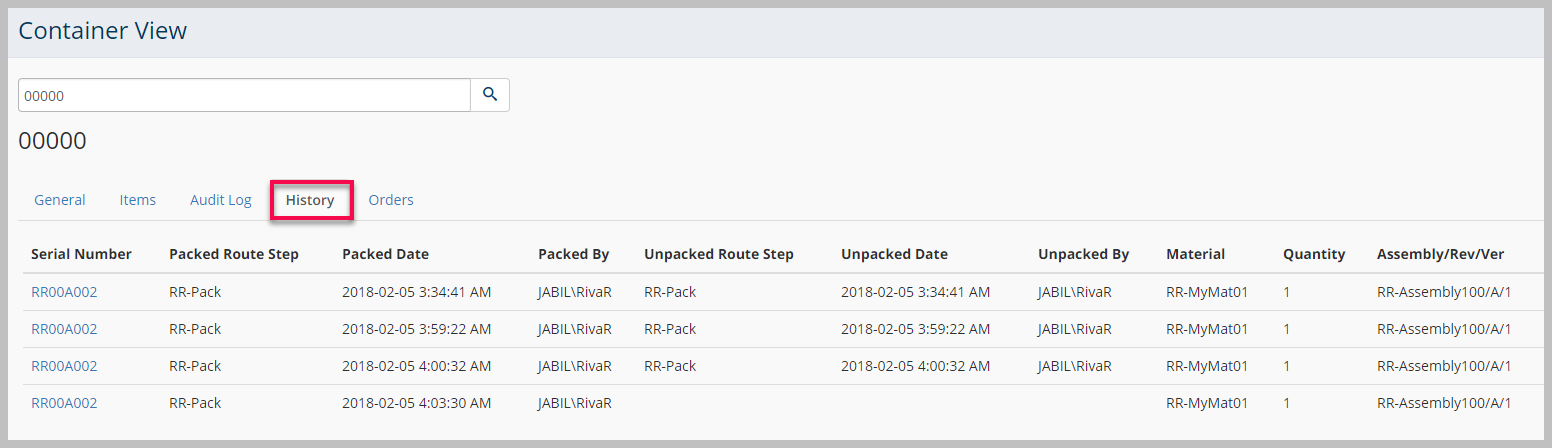 Container View
00000
00000
General Items Audit Log History Orders
Serial Number Packed Route Step Packed Date Packed By Unpacked Route Step Unpacked Date Unpacked By Material Quantity Assembly/Rev/Ver
RR00A002 RR-Pack 2018-02-05 3:34:41 AM JABIL\RivaR RR-Pack 2018-02-05 3:34:41 AM JABIL\RivaR RR-MyMat01 1 RR-Assembly100/A/1
RR00A002 RR-Pack 2018-02-05 3:59:22 AM JABIL\RivaR RR-Pack 2018-02-05 3:59:22 AM JABIL\RivaR RR-MyMat01 1 RR-Assembly100/A/1
RR00A002 RR-Pack 2018-02-05 4:00:32 AM JABIL\RivaR RR-Pack 2018-02-05 4:00:32 AM JABIL\RivaR RR-MyMat01 1 RR-Assembly100/A/1
RR00A002 RR-Pack 2018-02-05 4:03:30 AM JABIL\RivaR RR-MyMat01 1 RR-Assembly100/A/1